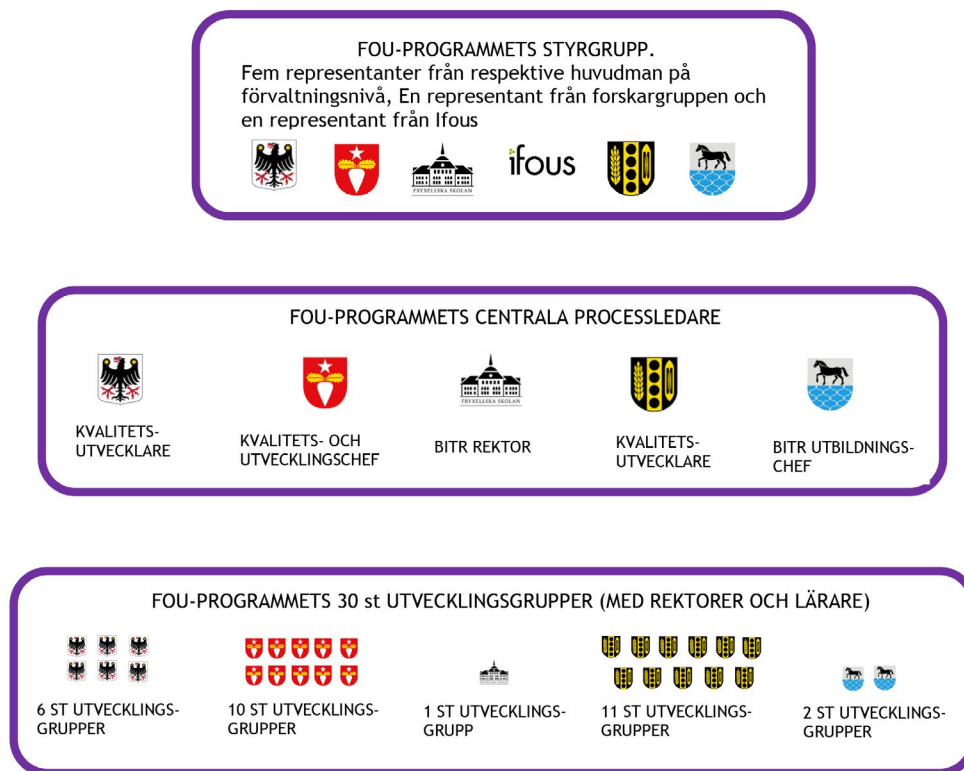 FOU-PROGRAMMETS STYRGRUPP.
Fem representanter från respektive huvudman på
förvaltningsnivå, En representant från forskargruppen och
en representant från Ifous
ifous
FRYXELLSKA SKOLAN
FOU-PROGRAMMETS CENTRALA PROCESSLEDARE
FRYXELLSKA SKOLAN
KVALITETS-
UTVECKLARE
KVALITETS- OCH
UTVECKLINGSCHEF
BITR REKTOR
KVALITETS-
UTVECKLARE
BITR UTBILDNINGS-
CHEF
FOU-PROGRAMMETS 30 st UTVECKLINGSGRUPPER (MED REKTORER OCH LÄRARE)
6 ST UTVECKLINGS-
GRUPPER
10 ST UTVECKLINGS-
GRUPPER
1 ST UTVECKLINGS-
GRUPP
11 ST UTVECKLINGS-
GRUPPER
2 ST UTVECKLINGS-
GRUPPER